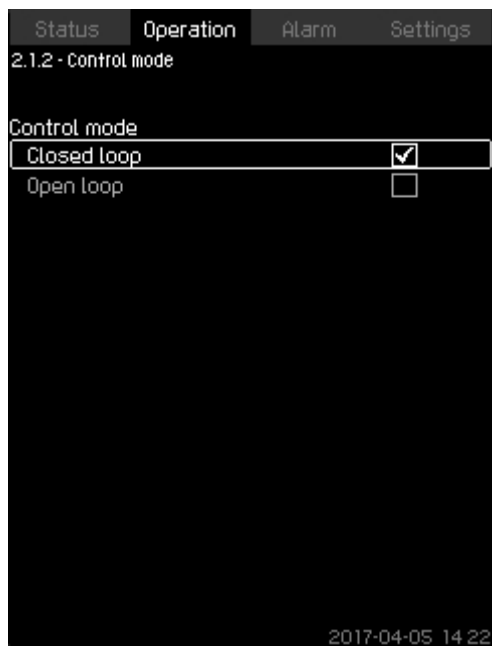 Status Operation Alarm Settings
2.1.2 - Control mode
Control mode
Closed loop
Open loop
2017-04-05 14 22